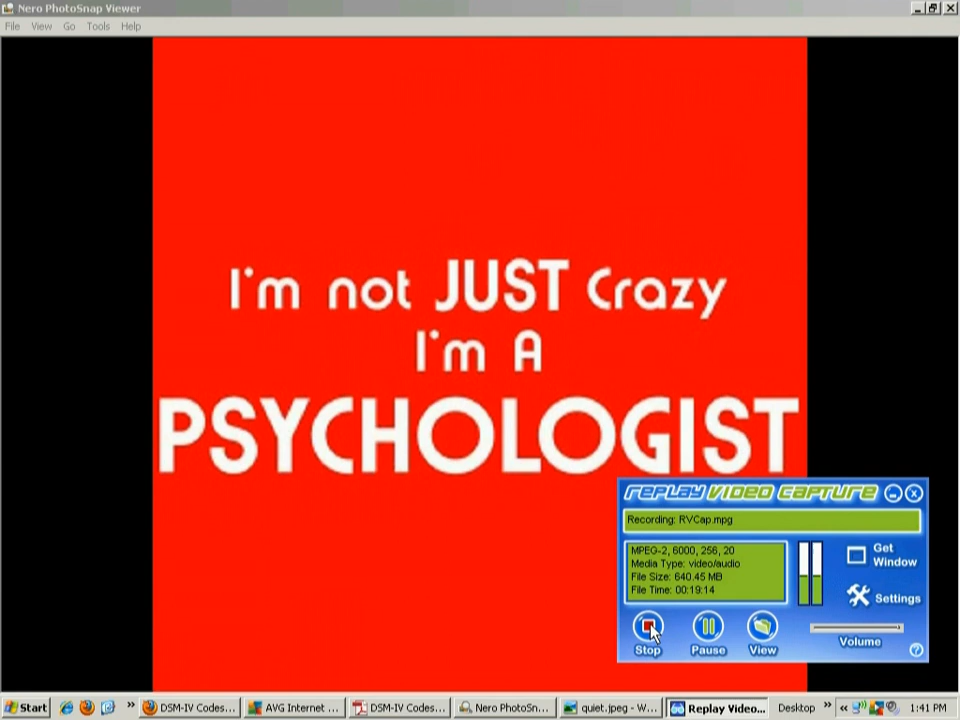 Nero PhotoSnap Viewer
File View Go Tools Help
I'm not JUST Crazy
I'm A
PSYCHOLOGIST
REPLAY VIDEO CAPTURE
Recording: RVCap.mpg
MPEG-2, 6000, 256, 20
Media Type: video/audio
File Size: 640.45 MB
File Time: 00:19:14
Get
Window
Settings
Stop Pause View Volume
Start DSM-IV Codes... AVG Internet ... DSM-IV Codes... Nero PhotoSn... quiet.jpeg - W... Replay Video... Desktop 1:41 PM